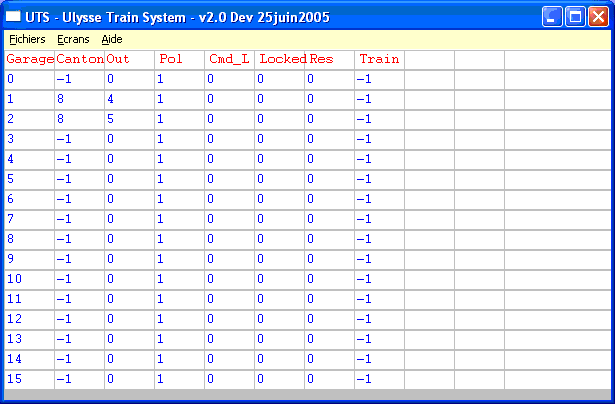 UTS - Ulysse Train System - v2.0 Dev 25juin2005
Fichiers Ecrans Aide
Garage Canton Out Pol Cmd_L Locked Res Train
0 -1 0 1 0 0 0 -1
1 8 4 1 0 0 0 -1
2 8 5 1 0 0 0 -1
3 -1 0 1 0 0 0 -1
4 -1 0 1 0 0 0 -1
5 -1 0 1 0 0 0 -1
6 -1 0 1 0 0 0 -1
7 -1 0 1 0 0 0 -1
8 -1 0 1 0 0 0 -1
9 -1 0 1 0 0 0 -1
10 -1 0 1 0 0 0 -1
11 -1 0 1 0 0 0 -1
12 -1 0 1 0 0 0 -1
13 -1 0 1 0 0 0 -1
14 -1 0 1 0 0 0 -1
15 -1 0 1 0 0 0 -1